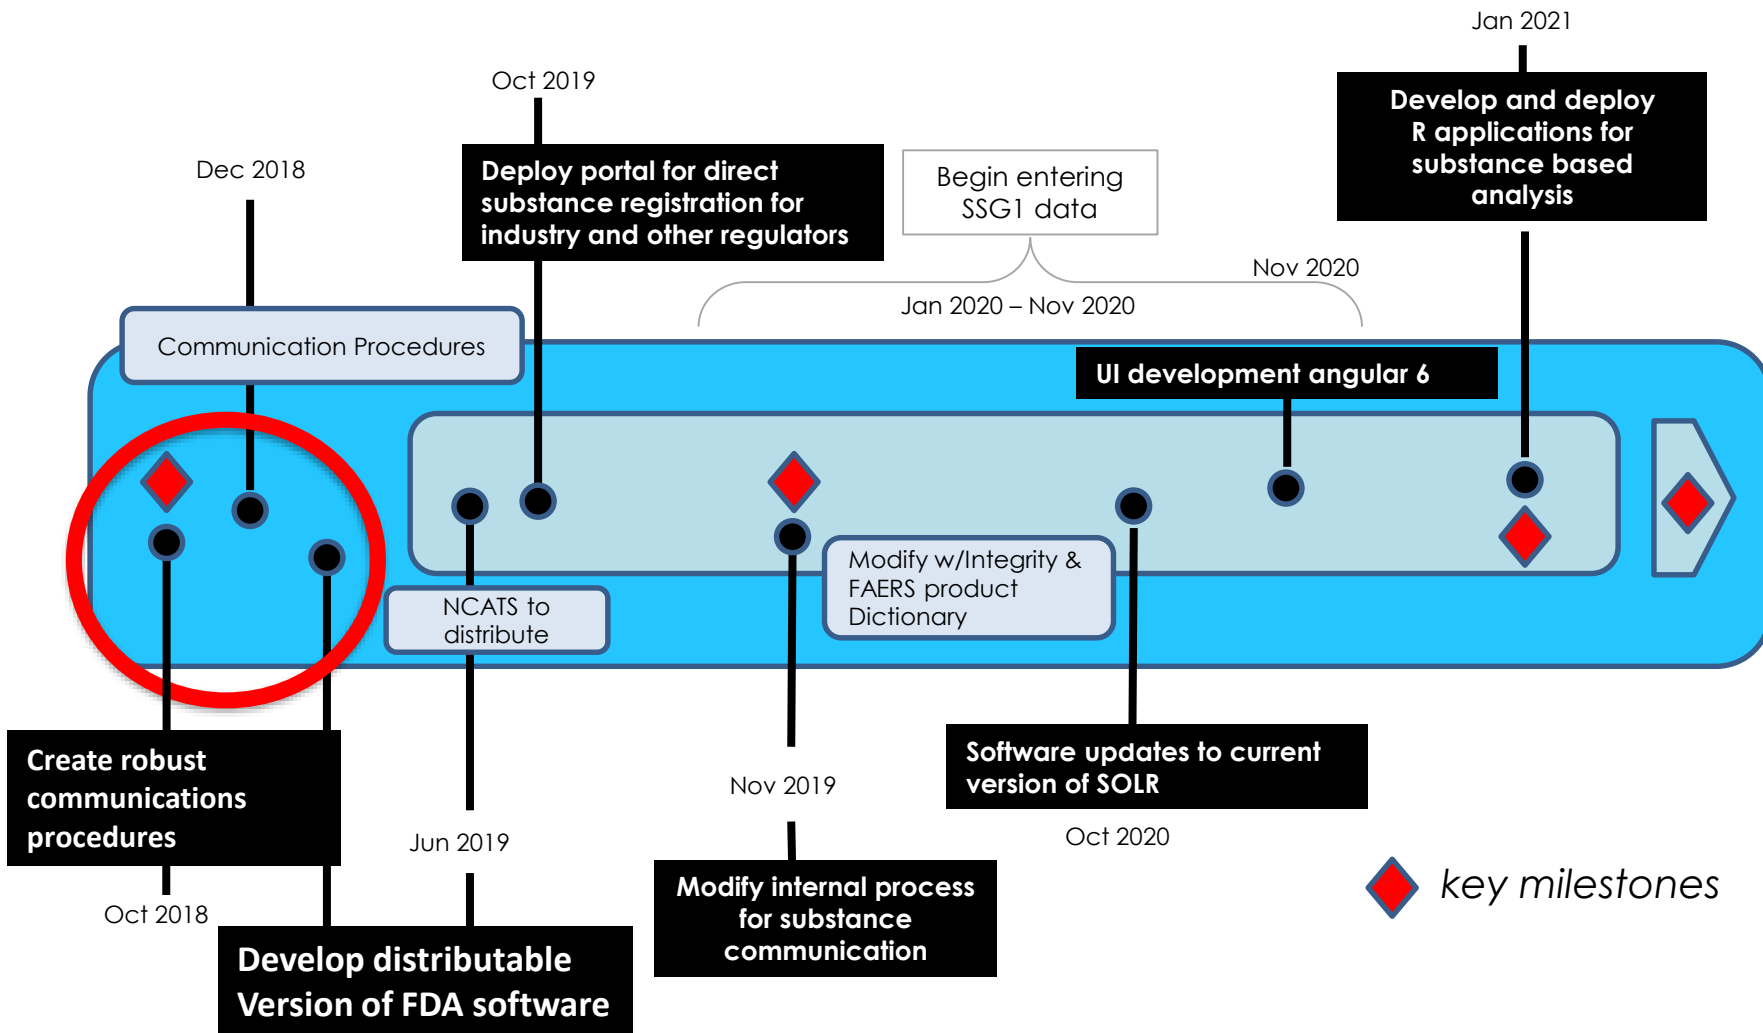 Jan 2021
Develop and deploy
R applications for
substance based
analysis
Oct 2019
Deploy portal for direct
substance registration for
industry and other regulators
Begin entering
SSG1 data
Dec 2018
Nov 2020
Jan 2020 – Nov 2020
Communication Procedures
UI development angular 6
Modify w/Integrity &
FAERS product
Dictionary
NCATS to
distribute
Create robust
communications
procedures
Oct 2018
Jun 2019
Develop distributable
Version of FDA software
Nov 2019
Modify internal process
for substance
communication
Software updates to current
version of SOLR
Oct 2020
key milestones